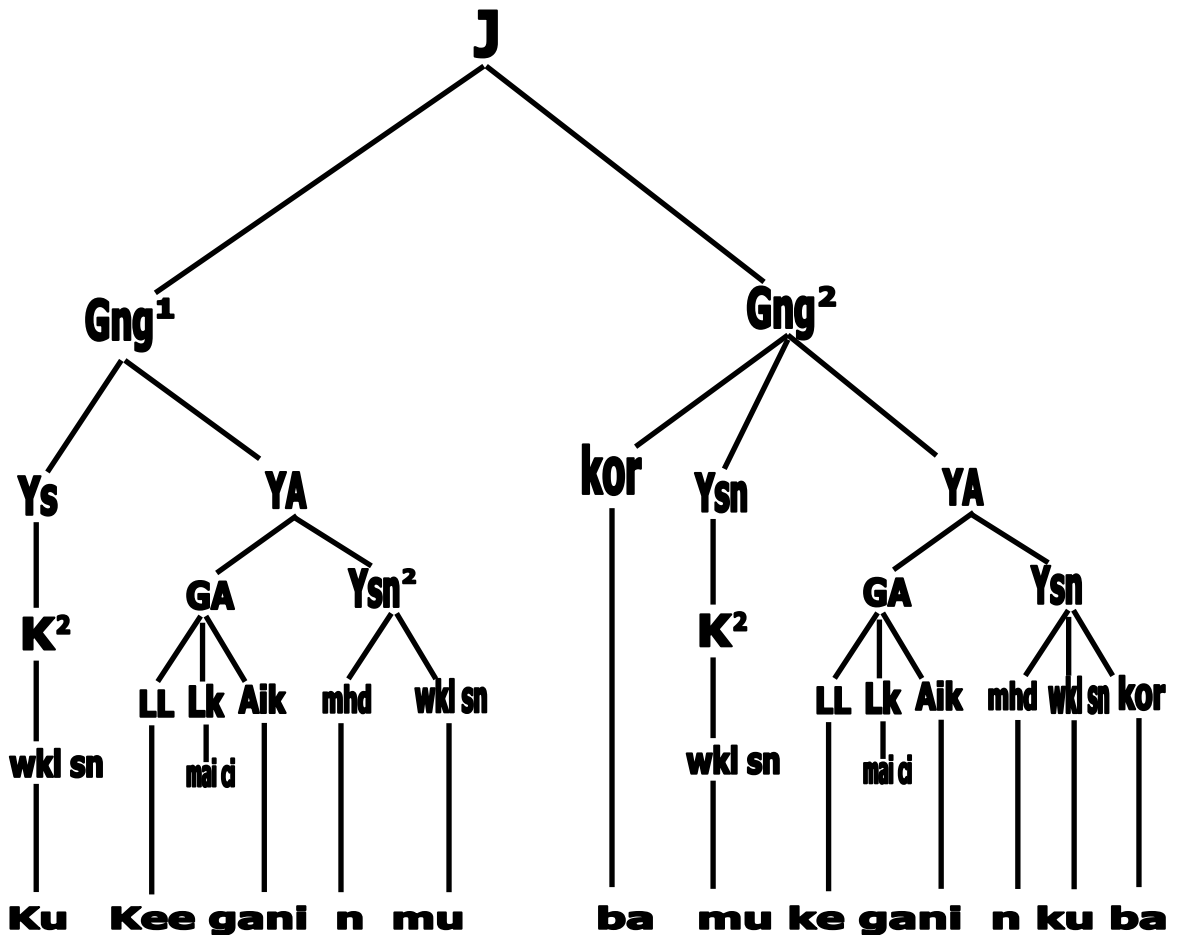 J
Gng¹ Gng²
Ys YA kor Ysn YA
GA Ysn² GA Ysn
K² K²
LL Lk Aik mhd wkl sn LL Lk Aik mhd wkl sn kor
wkl sn mai ci wkl sn mai ci
Ku Kee gani n mu ba mu ke gani n ku ba